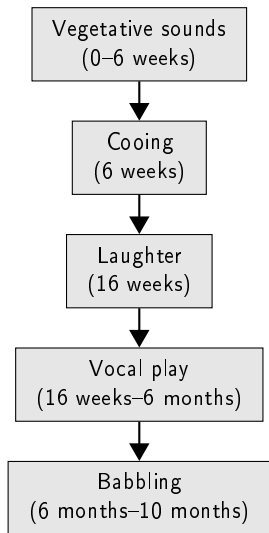 Vegetative sounds
(0–6 weeks)
Cooing
(6 weeks)
Laughter
(16 weeks)
Vocal play
(16 weeks–6 months)
Babbling
(6 months–10 months)